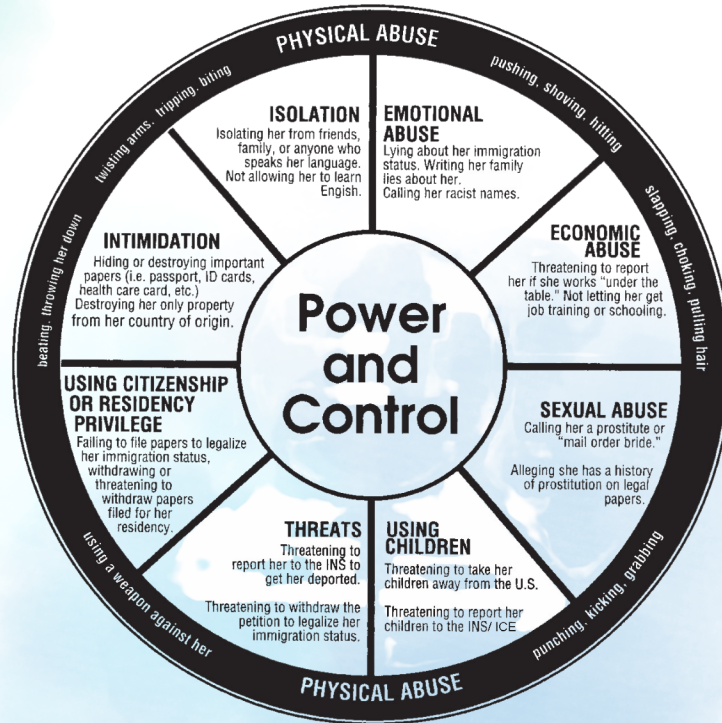 PHYSICAL ABUSE
pushing, shoving, hitting
slapping, choking, pulling hair
punching, kicking, grabbing
PHYSICAL ABUSE
using a weapon against her
beating, throwing her down
twisting arms, tripping, biting
Power
and
Control
ISOLATION
Isolating her from friends,
family, or anyone who
speaks her language.
Not allowing her to learn
Engish.
EMOTIONAL
ABUSE
Lying about her immigration
status. Writing her family
lies about her.
Calling her racist names.
ECONOMIC
ABUSE
Threatening to report
her if she works “under the
table.” Not letting her get
job training or schooling.
SEXUAL ABUSE
Calling her a prostitute or
“mail order bride.”
Alleging she has a history
of prostitution on legal
papers.
USING
CHILDREN
Threatening to take her
children away from the U.S.
Threatening to report her
children to the INS/ ICE
THREATS
Threatening to
report her to the INS to
get her deported.
Threatening to withdraw the
petition to legalize her
immigration status.
USING CITIZENSHIP
OR RESIDENCY
PRIVILEGE
Failing to file papers to legalize
her immigration status,
withdrawing or
threatening to
withdraw papers
filed for her
residency.
INTIMIDATION
Hiding or destroying important
papers (i.e. passport, ID cards,
health care card, etc.)
Destroying her only property
from her country of origin.